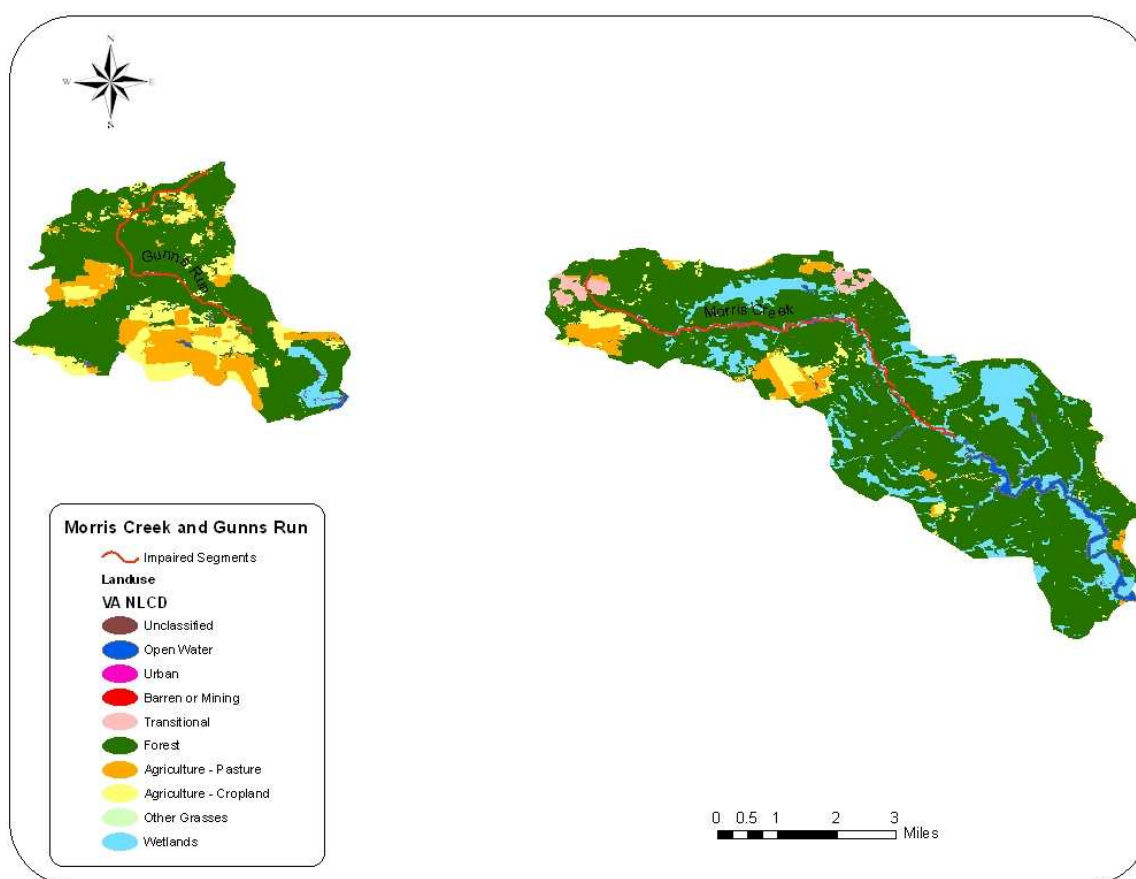 N
W E
S
Gunns Run
Morris Creek
Morris Creek and Gunns Run
Impaired Segments
Landuse
VA NLCD
Unclassified
Open Water
Urban
Barren or Mining
Transitional
Forest
Agriculture - Pasture
Agriculture - Cropland
Other Grasses
Wetlands
0 0.5 1 2 3
Miles